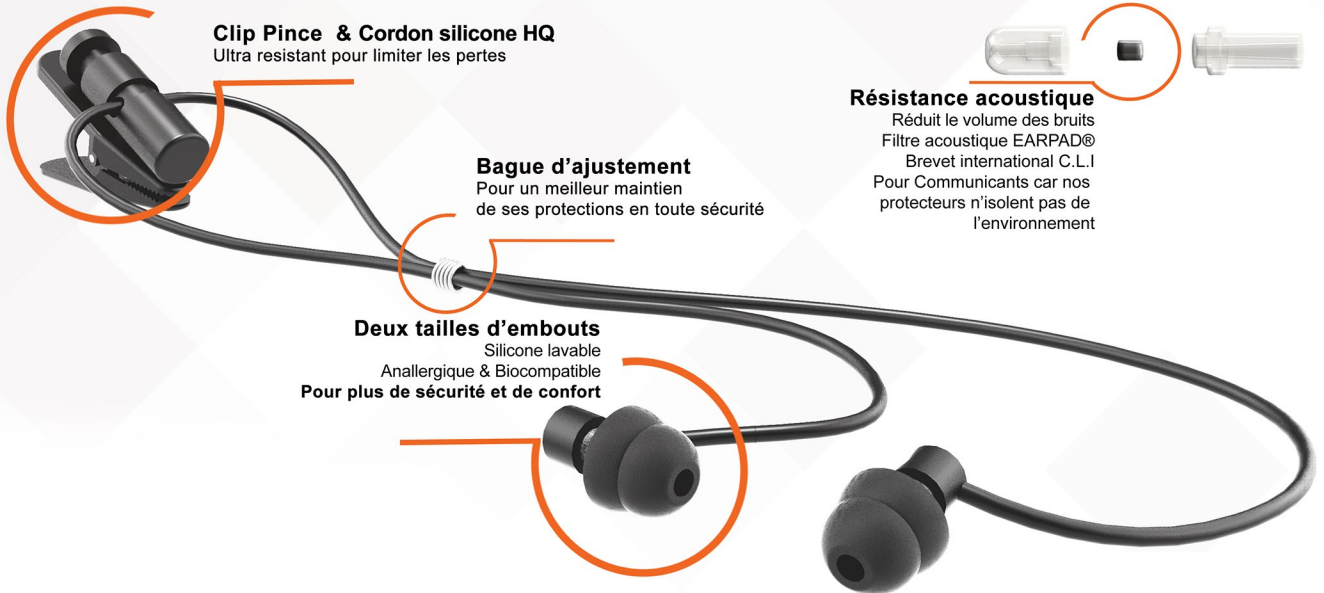 Clip Pince & Cordon silicone HQ
Ultra resistant pour limiter les pertes
Résistance acoustique
Réduit le volume des bruits
Filtre acoustique EARPAD®
Brevet international C.L.I
Pour Communicants car nos
protecteurs n’isolent pas de
l’environnement
Bague d’ajustement
Pour un meilleur maintien
de ses protections en toute sécurité
Deux tailles d’embouts
Silicone lavable
Anallergique & Biocompatible
Pour plus de sécurité et de confort